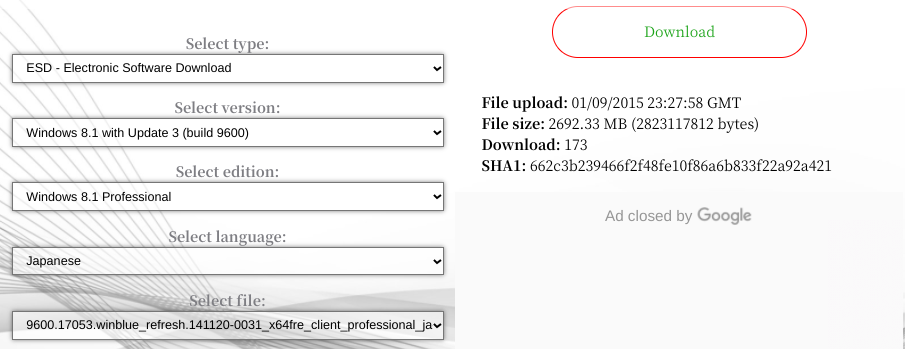 Select type:
ESD - Electronic Software Download
Select version:
Windows 8.1 with Update 3 (build 9600)
Select edition:
Windows 8.1 Professional
Select language:
Japanese
Select file:
9600.17053.winblue_refresh.141120-0031_x64fre_client_professional_ja
Download
File upload: 01/09/2015 23:27:58 GMT
File size: 2692.33 MB (2823117812 bytes)
Download: 173
SHA1: 662c3b239466f2f48fe10f86a6b833f22a92a421
Ad closed by Google